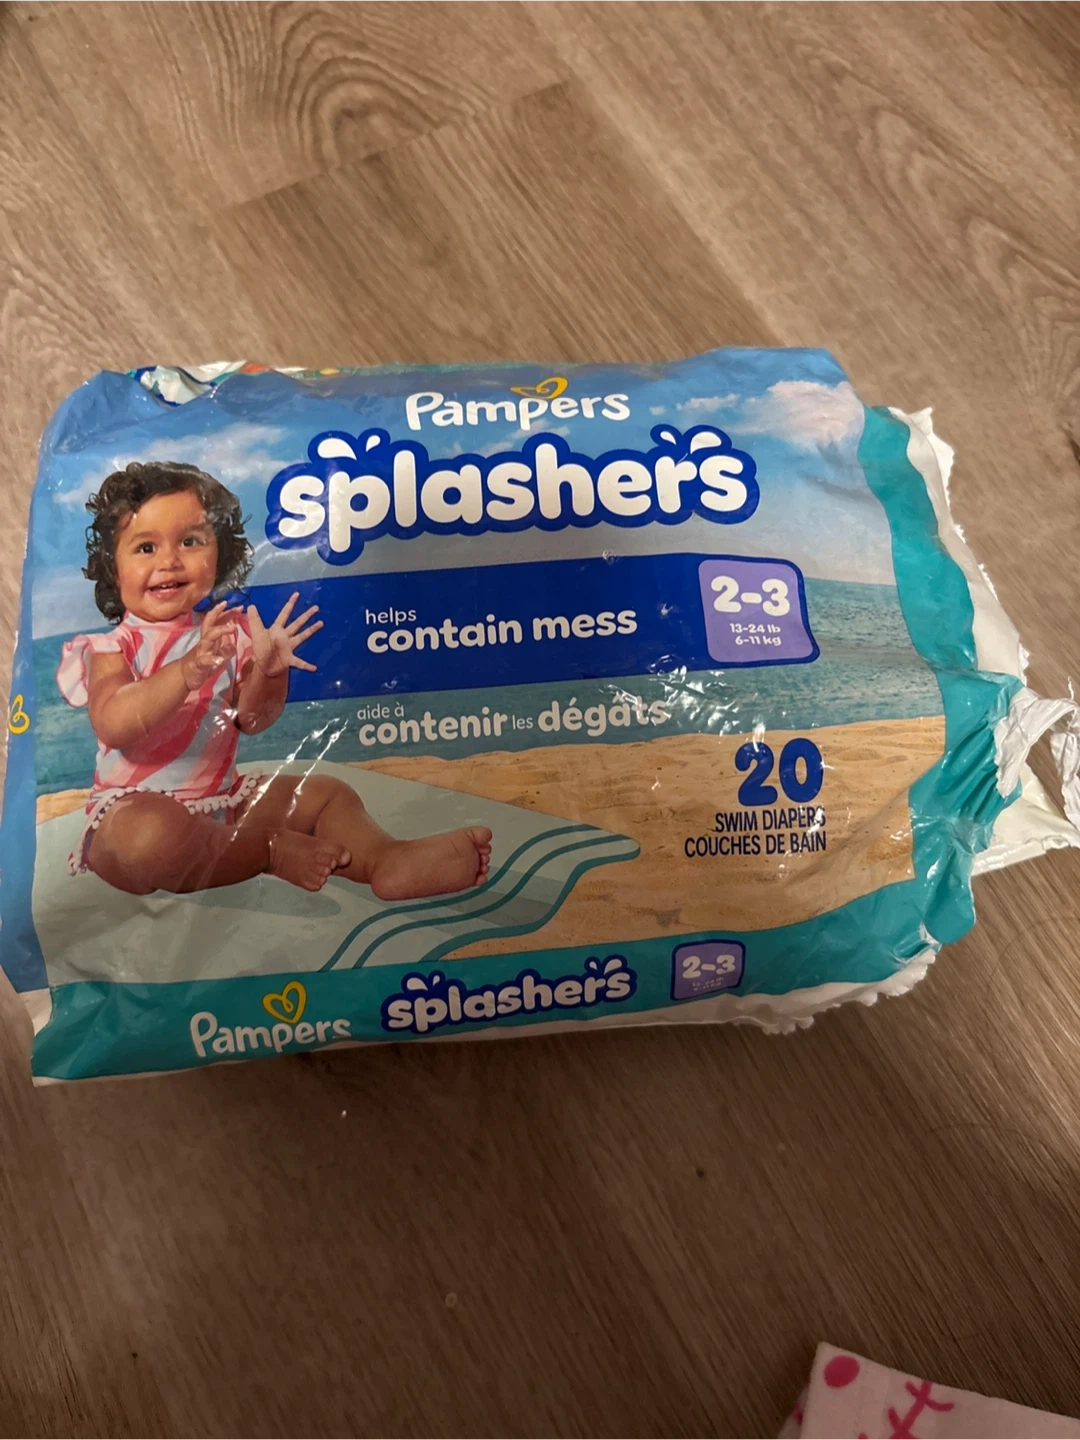 Pampers
splashers
helps
contain mess
2-3
13-24 lb
6-11 kg
aide à
contenir les dégâts
20
SWIM DIAPERS
COUCHES DE BAIN
Pampers splashers 2-3